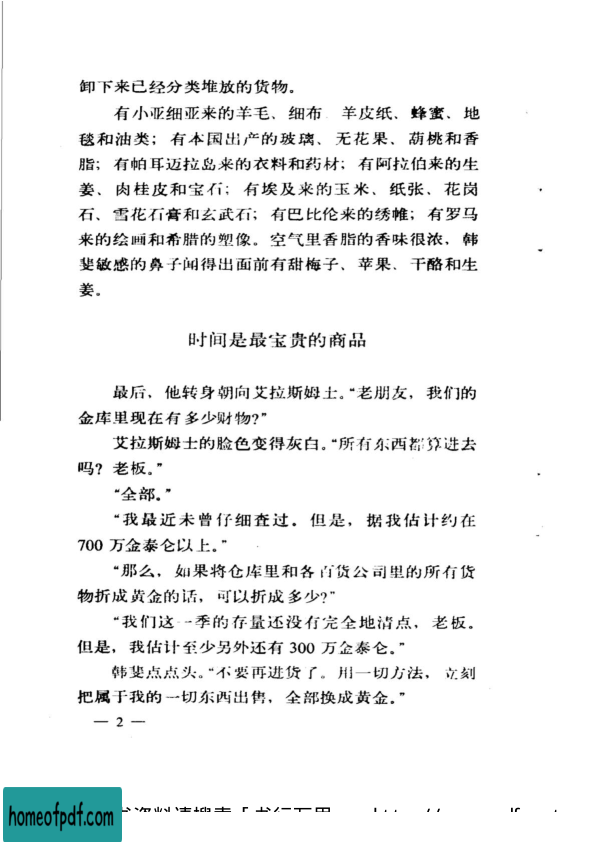 卸下来已经分类堆放的货物。
有小亚细亚来的羊毛、细布、羊皮纸、蜂蜜、地
毯和油类；有本国出产的玻璃、无花果、葫桃和香
脂；有帕耳迈拉岛来的衣料和药材；有阿拉伯来的生
姜、肉桂皮和宝石；有埃及来的玉米、纸张、花岗
石、雪花石膏和玄武石；有巴比伦来的绣帷；有罗马
来的绘画和希腊的塑像。空气里香脂的香味很浓，韩
斐敏感的鼻子闻得出面前有甜梅子、苹果、干酪和生
姜。
时间是最宝贵的商品
最后，他转身朝向艾拉斯姆士。“老朋友，我们的
金库里现在有多少财物？”
艾拉斯姆士的脸色变得灰白。“所有东西都算进去
吗？老板。”
“全部。”
“我最近未曾仔细查过。但是，据我估计约在
700 万金泰仑以上。”
“那么，如果将仓库里和各百货公司里的所有货
物折成黄金的话，可以折成多少？”
“我们这一季的存量还没有完全地清点，老板。
但是，我估计至少另外还有 300 万金泰仑。”
韩斐点点头。“不要再进货了。用一切方法，立刻
把属于我的一切东西出售，全部换成黄金。”
— 2 —
homeofpdf.com